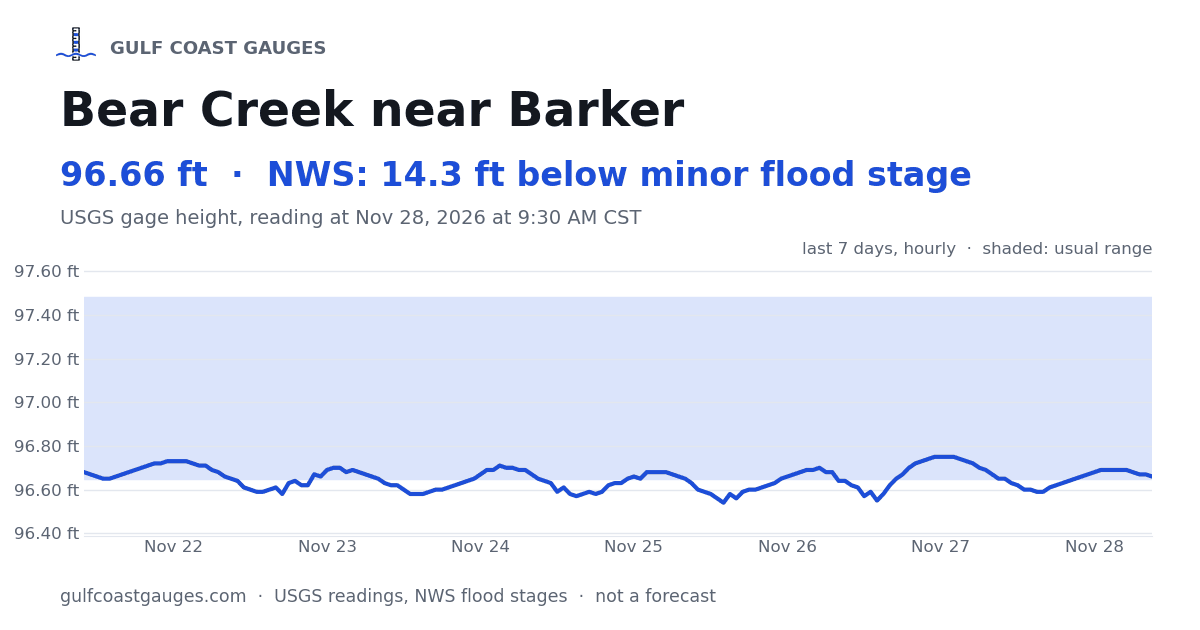 GULF COAST GAUGES
Bear Creek near Barker
96.66 ft · NWS: 14.3 ft below minor flood stage
USGS gage height, reading at Nov 28, 2026 at 9:30 AM CST
last 7 days, hourly · shaded: usual range
97.60 ft
97.40 ft
97.20 ft
97.00 ft
96.80 ft
96.60 ft
96.40 ft
Nov 22 Nov 23 Nov 24 Nov 25 Nov 26 Nov 27 Nov 28
gulfcoastgauges.com · USGS readings, NWS flood stages · not a forecast